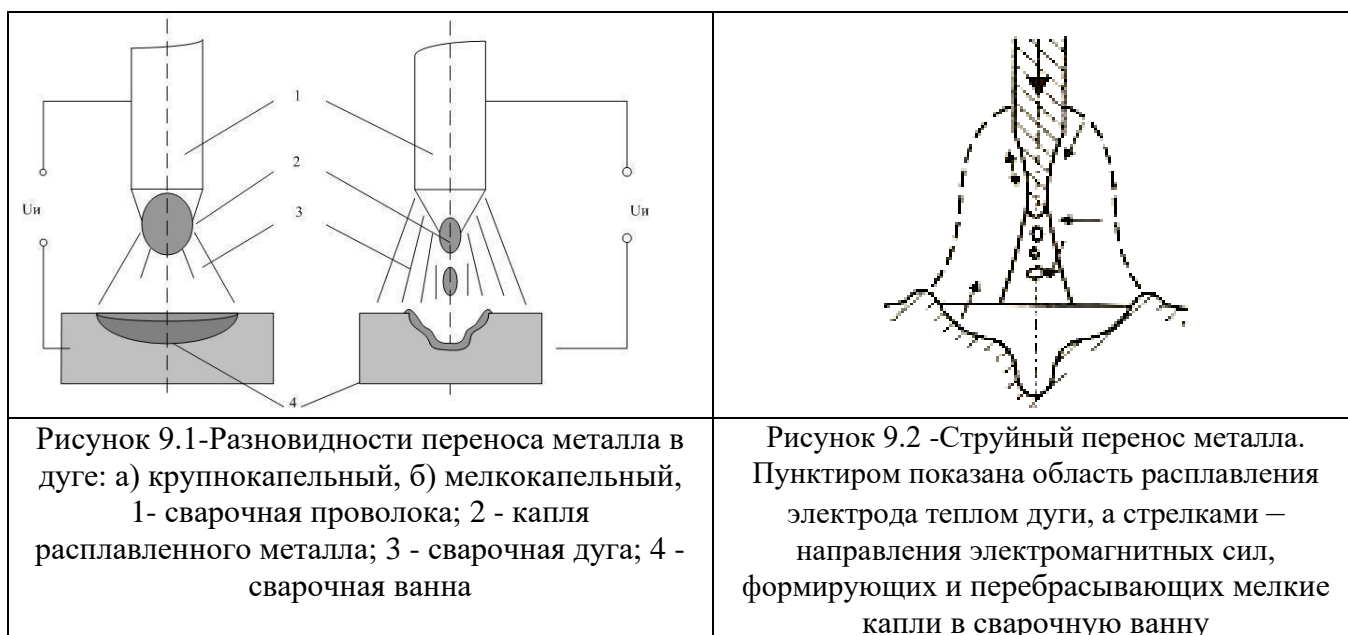 1
2
3
4
Uи
Uи
Рисунок 9.1-Разновидности переноса металла в
дуге: а) крупнокапельный, б) мелкокапельный,
1- сварочная проволока; 2 - капля
расплавленного металла; 3 - сварочная дуга; 4 -
сварочная ванна
Рисунок 9.2 -Струйный перенос металла.
Пунктиром показана область расплавления
электрода теплом дуги, а стрелками –
направления электромагнитных сил,
формирующих и перебрасывающих мелкие
капли в сварочную ванну